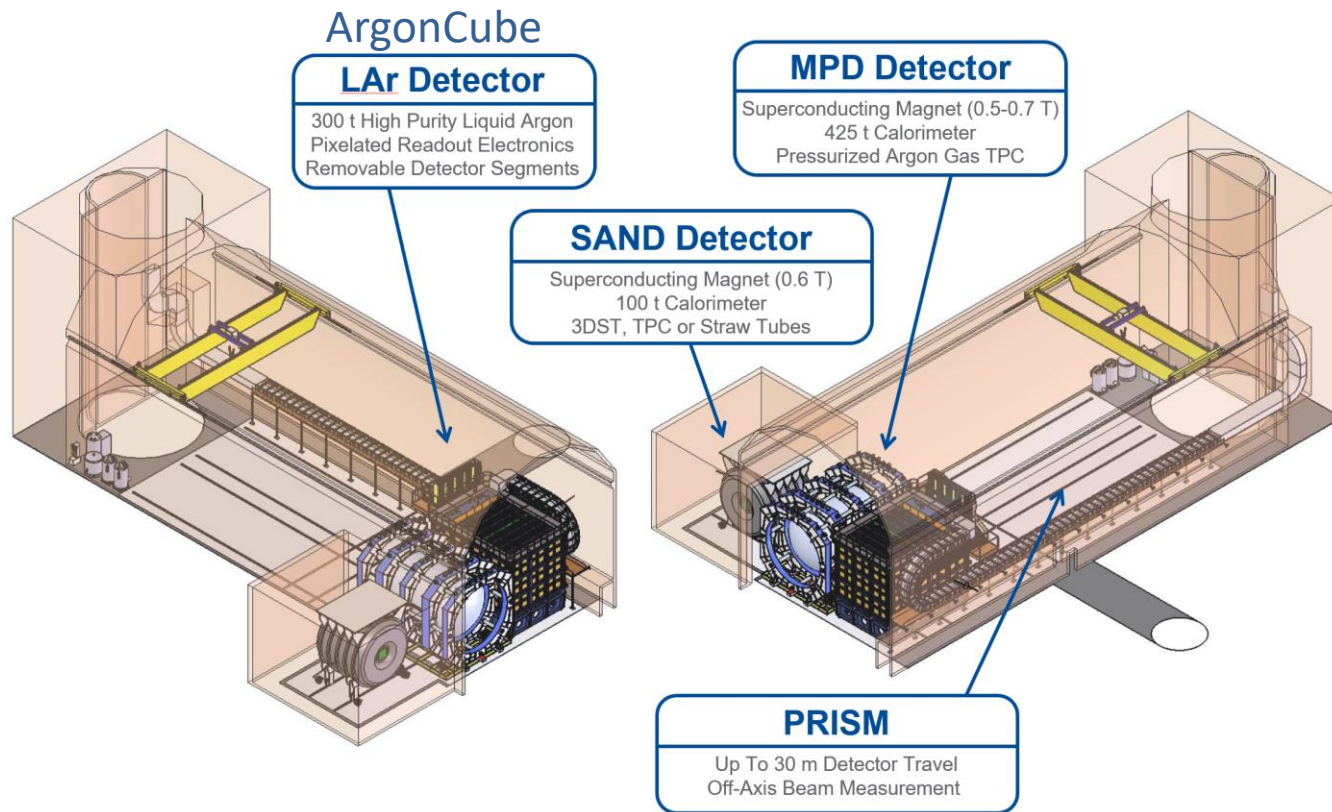 ArgonCube
LAr Detector
300 t High Purity Liquid Argon
Pixelated Readout Electronics
Removable Detector Segments
MPD Detector
Superconducting Magnet (0.5-0.7 T)
425 t Calorimeter
Pressurized Argon Gas TPC
SAND Detector
Superconducting Magnet (0.6 T)
100 t Calorimeter
3DST, TPC or Straw Tubes
PRISM
Up To 30 m Detector Travel
Off-Axis Beam Measurement